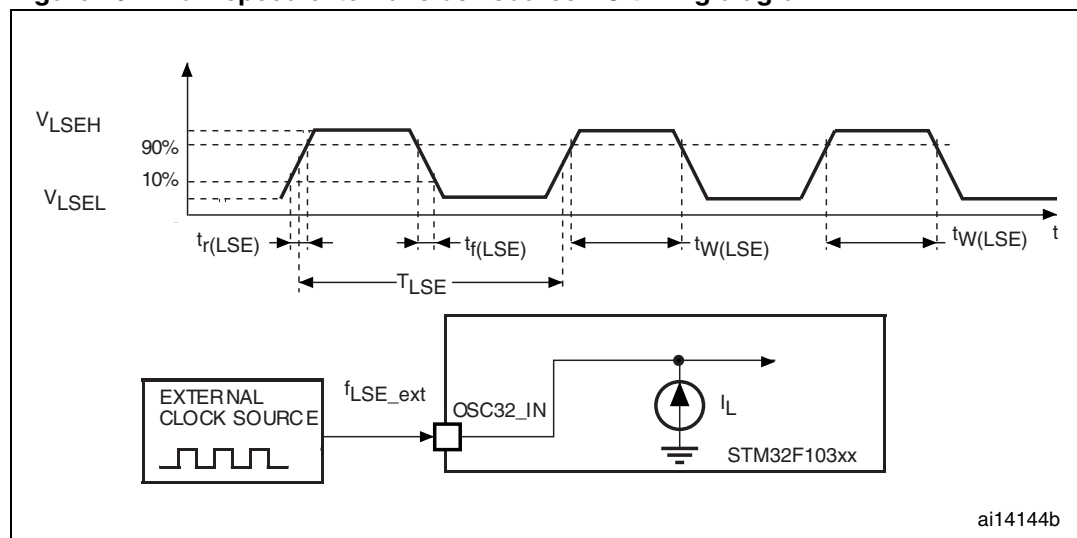 V_LSEH
90%
10%
V_LSEL
t_r(LSE)
t_f(LSE)
t_W(LSE)
t_W(LSE)
t
T_LSE
EXTERNAL
CLOCK SOURCE
f_LSE_ext
OSC32_IN
I_L
STM32F103xx
ai14144b